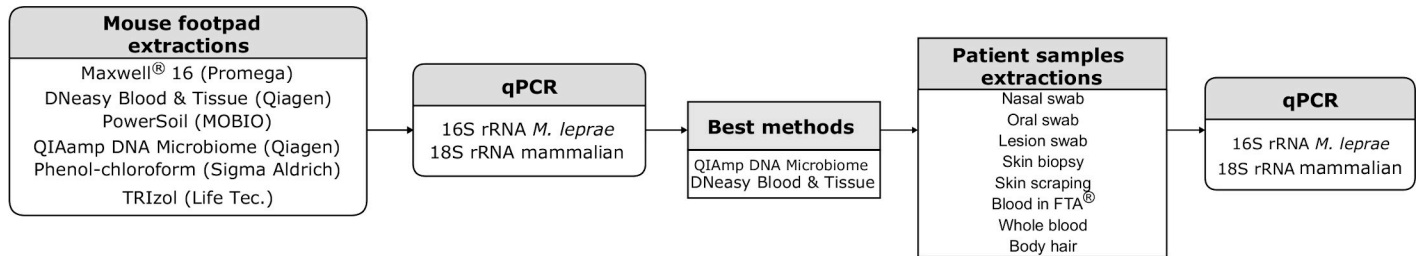 Mouse footpad
extractions
Maxwell® 16 (Promega)
DNeasy Blood & Tissue (Qiagen)
PowerSoil (MOBIO)
QIAamp DNA Microbiome (Qiagen)
Phenol-chloroform (Sigma Aldrich)
TRIzol (Life Tec.)
qPCR
16S rRNA M. leprae
18S rRNA mammalian
Best methods
QIAmp DNA Microbiome
DNeasy Blood & Tissue
Patient samples
extractions
Nasal swab
Oral swab
Lesion swab
Skin biopsy
Skin scraping
Blood in FTA®
Whole blood
Body hair
qPCR
16S rRNA M. leprae
18S rRNA mammalian